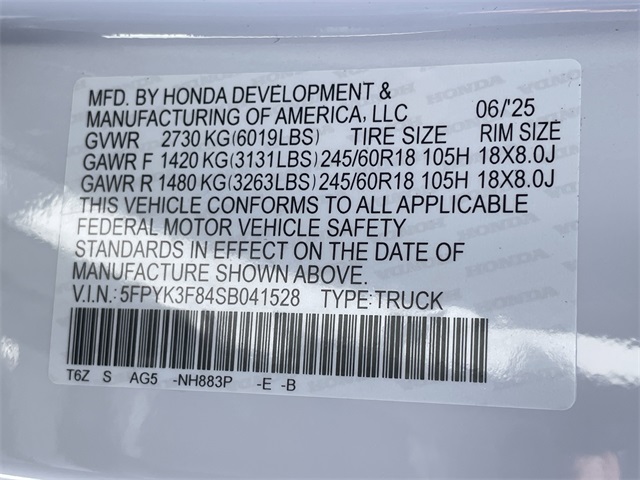 MFD. BY HONDA DEVELOPMENT &
MANUFACTURING OF AMERICA, LLC 06/'25
GVWR 2730 KG(6019LBS) TIRE SIZE RIM SIZE
GAWR F 1420 KG(3131LBS) 245/60R18 105H 18X8.0J
GAWR R 1480 KG(3263LBS) 245/60R18 105H 18X8.0J
THIS VEHICLE CONFORMS TO ALL APPLICABLE
FEDERAL MOTOR VEHICLE SAFETY
STANDARDS IN EFFECT ON THE DATE OF
MANUFACTURE SHOWN ABOVE.
V.I.N.: 5FPYK3F84SB041528 TYPE:TRUCK
T6Z S AG5 -NH883P -E -B